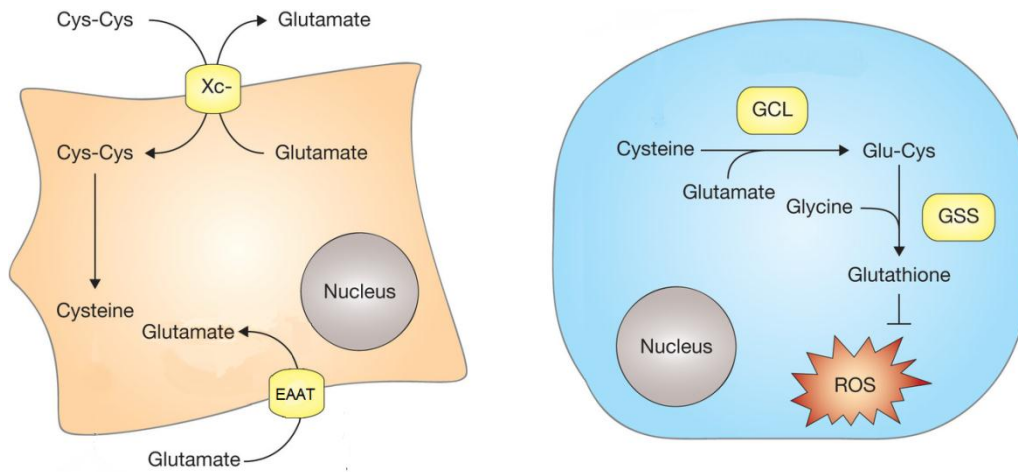 Cys-Cys
Glutamate
Xc-
Cys-Cys
Glutamate
Cysteine
Nucleus
Glutamate
EAAT
Glutamate
GCL
Cysteine
Glu-Cys
Glutamate
Glycine
GSS
Glutathione
Nucleus
ROS